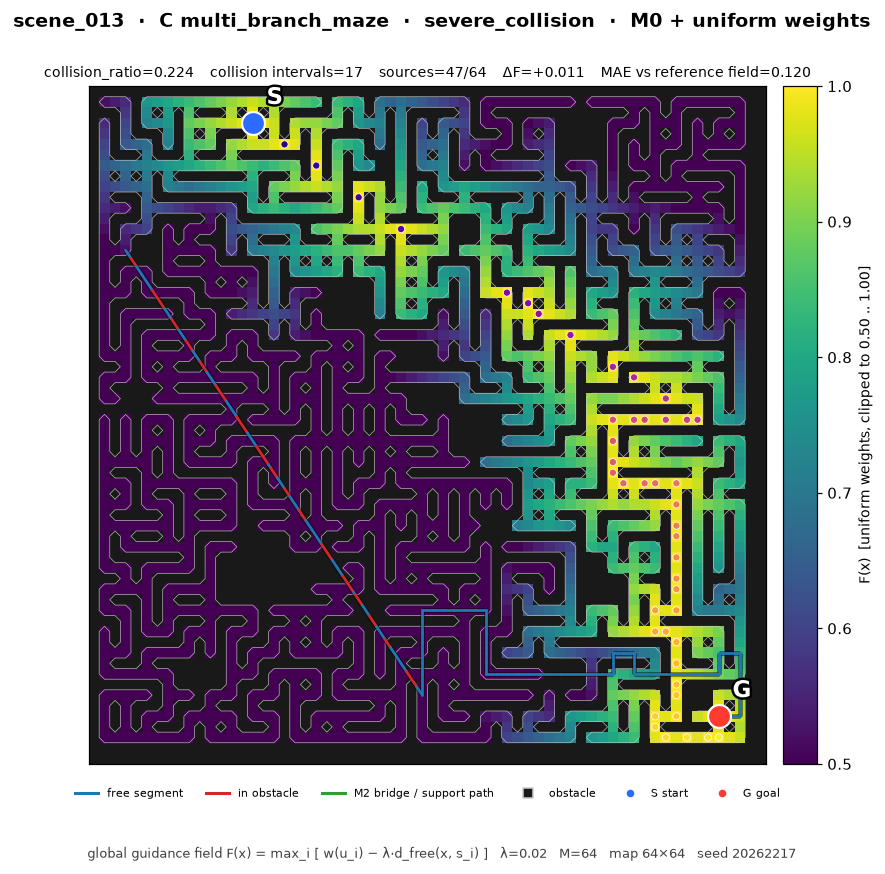 scene_013 · C multi_branch_maze · severe_collision · M0 + uniform weights
collision_ratio=0.224 collision intervals=17 sources=47/64 ΔF=+0.011 MAE vs reference field=0.120
S
G
1.0
0.9
0.8
0.7
0.6
0.5
F(x) [uniform weights, clipped to 0.50 .. 1.00]
free segment
in obstacle
M2 bridge / support path
obstacle
S start
G goal
global guidance field F(x) = max_i [ w(u_i) − λ·d_free(x, s_i) ] λ=0.02 M=64 map 64×64 seed 20262217